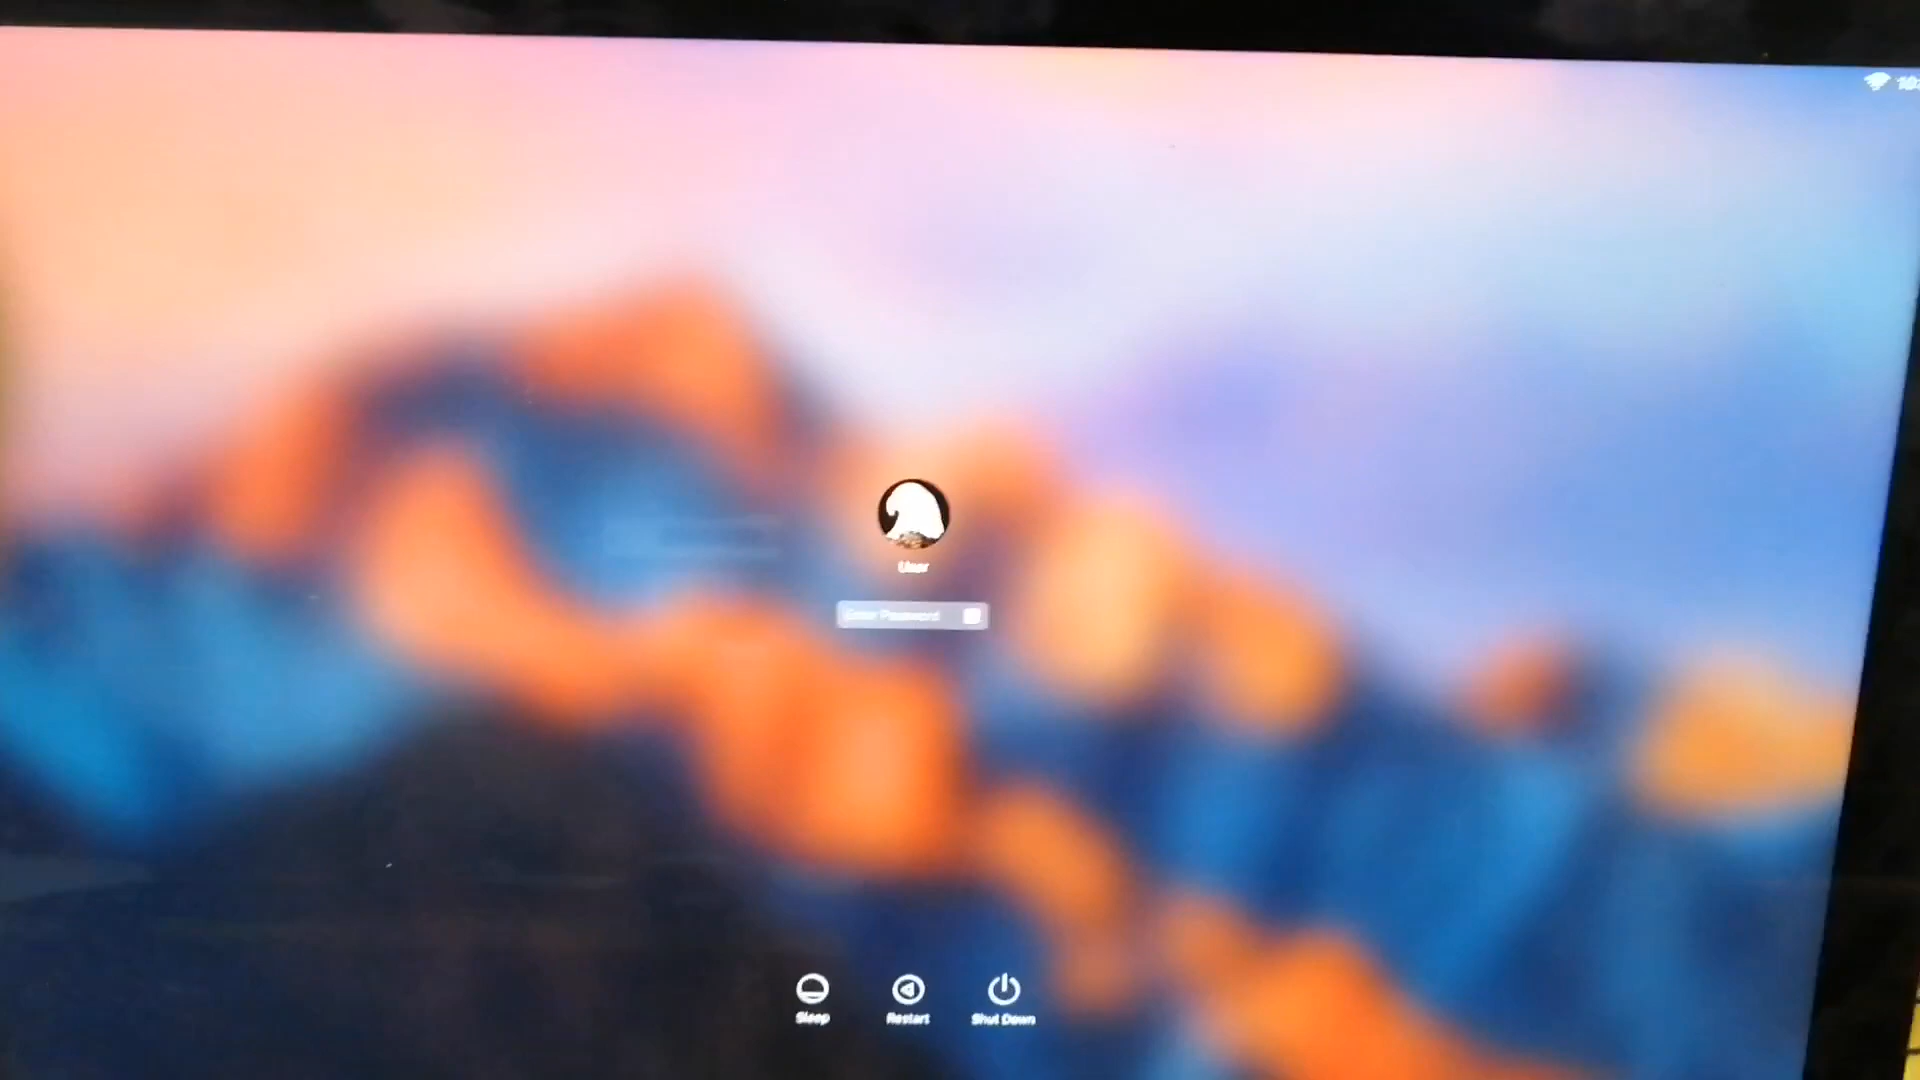 User
Enter Password
Sleep
Restart
Shut Down